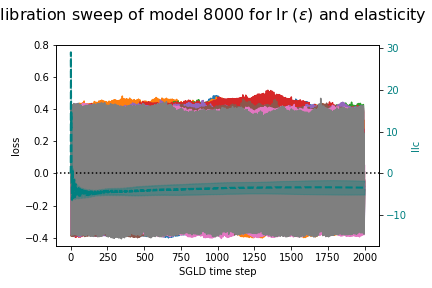 libration sweep of model 8000 for lr (ε) and elasticity
0.8
0.6
0.4
0.2
0.0
−0.2
−0.4
loss
30
20
10
0
−10
llc
0 250 500 750 1000 1250 1500 1750 2000
SGLD time step